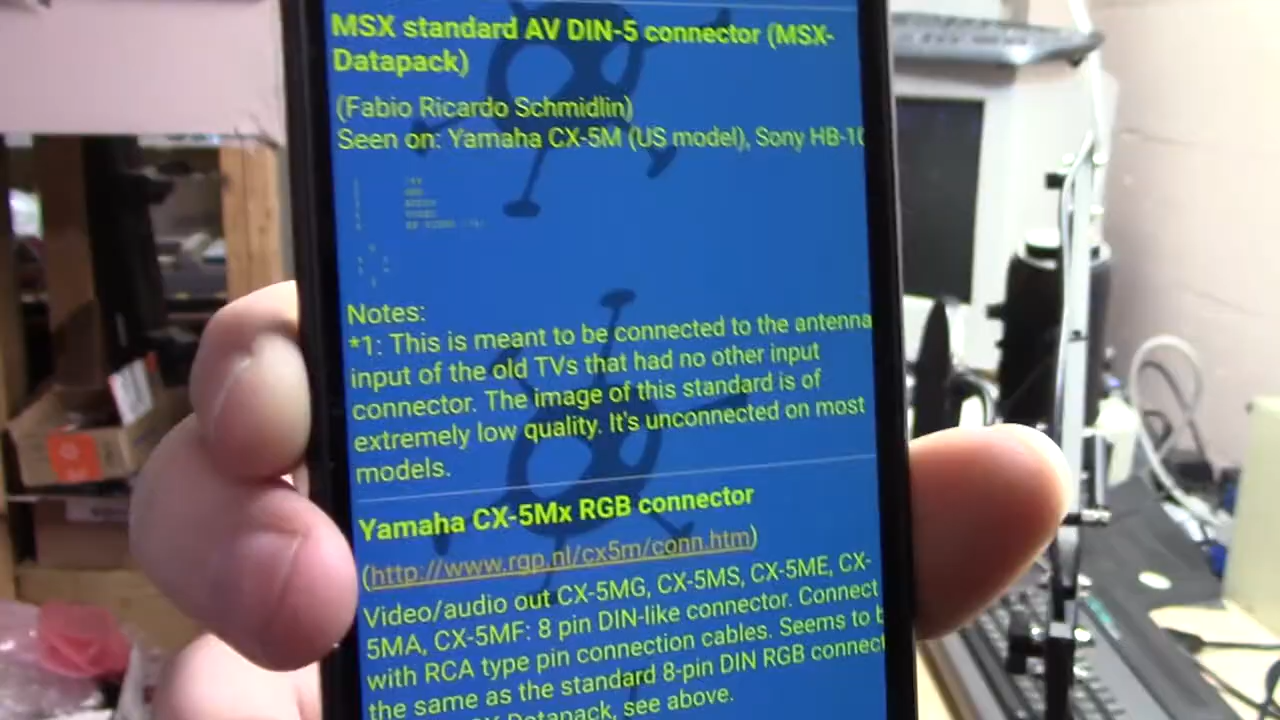 MSX standard AV DIN-5 connector (MSX-
Datapack)
(Fabio Ricardo Schmidlin)
Seen on: Yamaha CX-5M (US model), Sony HB-10
Notes:
*1: This is meant to be connected to the antenna
input of the old TVs that had no other input
connector. The image of this standard is of
extremely low quality. It's unconnected on most
models.
Yamaha CX-5Mx RGB connector
(http://www.rgp.nl/cx5m/conn.htm)
Video/audio out CX-5MG, CX-5MS, CX-5ME, CX-
5MA, CX-5MF: 8 pin DIN-like connector. Connect
with RCA type pin connection cables. Seems to b
the same as the standard 8-pin DIN RGB connect
Datapack, see above.